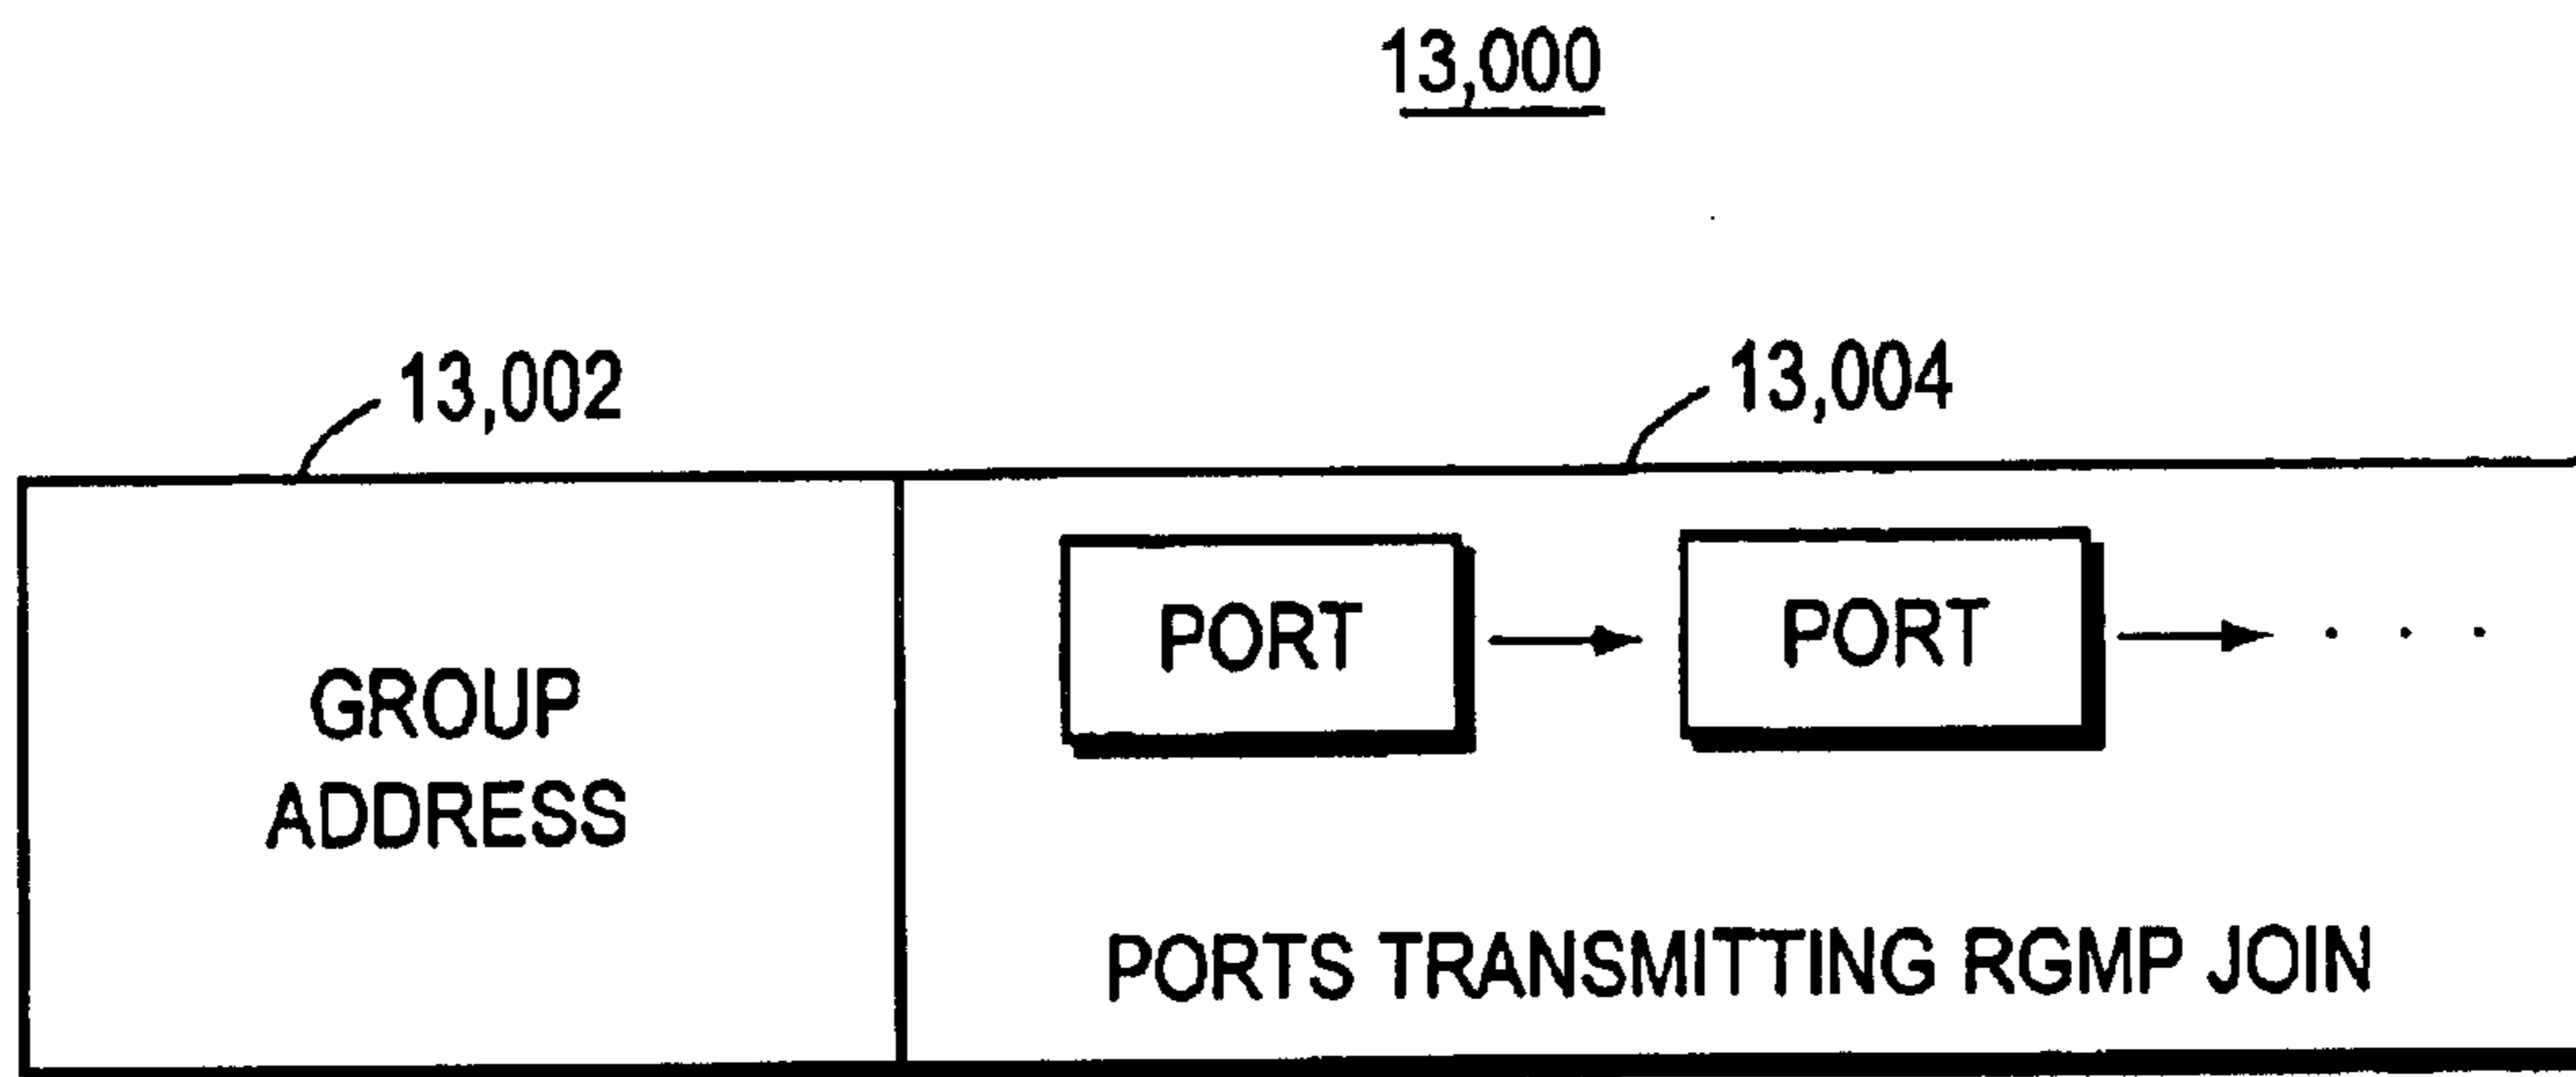 13,000
13,002
13,004
GROUP
ADDRESS
PORT
PORT
PORTS TRANSMITTING RGMP JOIN